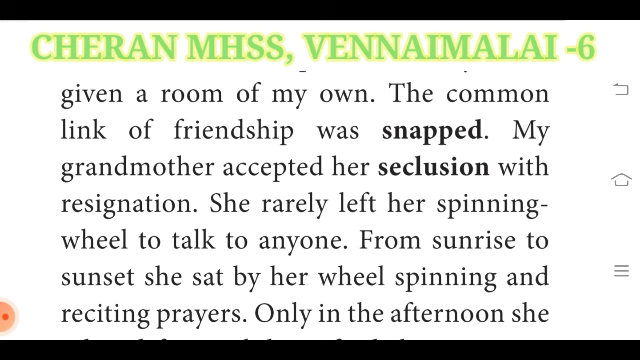 CHERAN MHSS, VENNAIMALAI -6
given a room of my own. The common
link of friendship was snapped. My
grandmother accepted her seclusion with
resignation. She rarely left her spinning-
wheel to talk to anyone. From sunrise to
sunset she sat by her wheel spinning and
reciting prayers. Only in the afternoon she